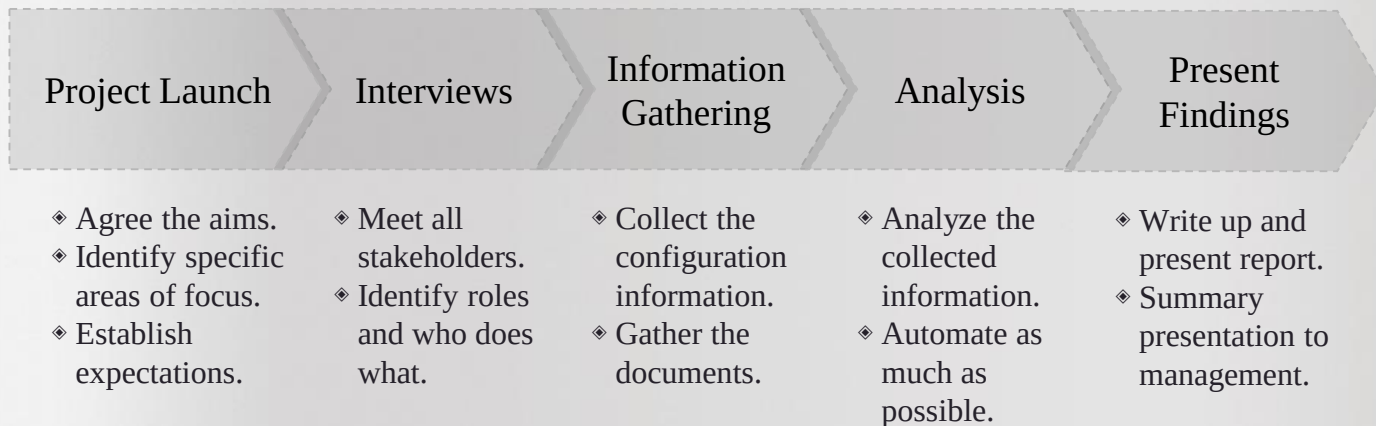 Project Launch
Interviews
Information
Gathering
Analysis
Present
Findings
◈ Agree the aims.
◈ Identify specific
areas of focus.
◈ Establish
expectations.
◈ Meet all
stakeholders.
◈ Identify roles
and who does
what.
◈ Collect the
configuration
information.
◈ Gather the
documents.
◈ Analyze the
collected
information.
◈ Automate as
much as
possible.
◈ Write up and
present report.
◈ Summary
presentation to
management.